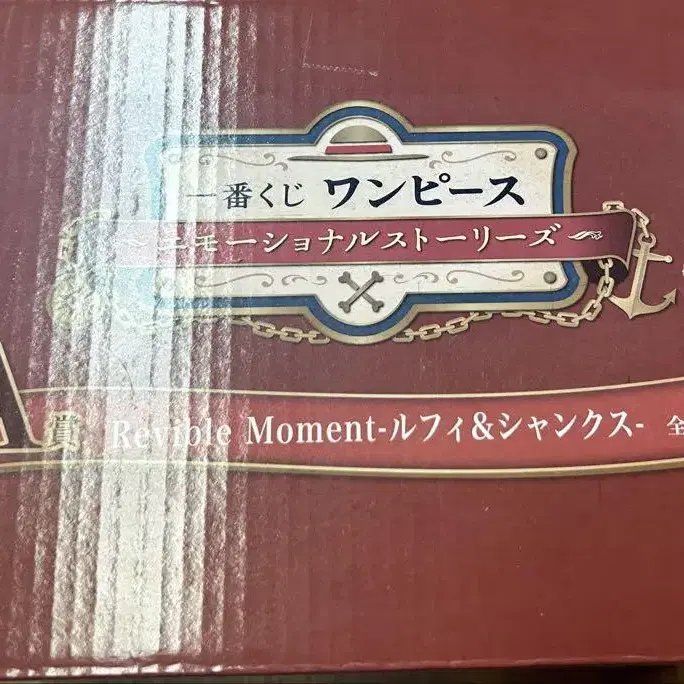 一番くじ ワンピース
エモーショナルストーリーズ
A賞 Revible Moment-ルフィ&シャンクス- 全